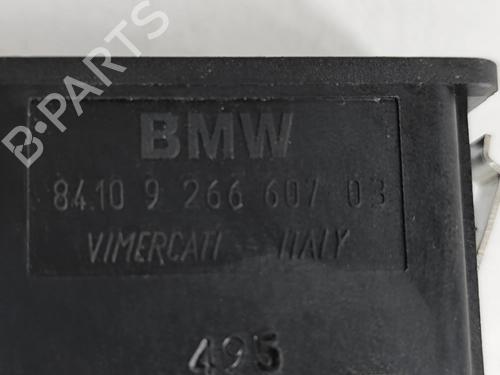 BMW
84.10 9 266 607 03
VIMERCATI - ITALY
495
B-PARTS